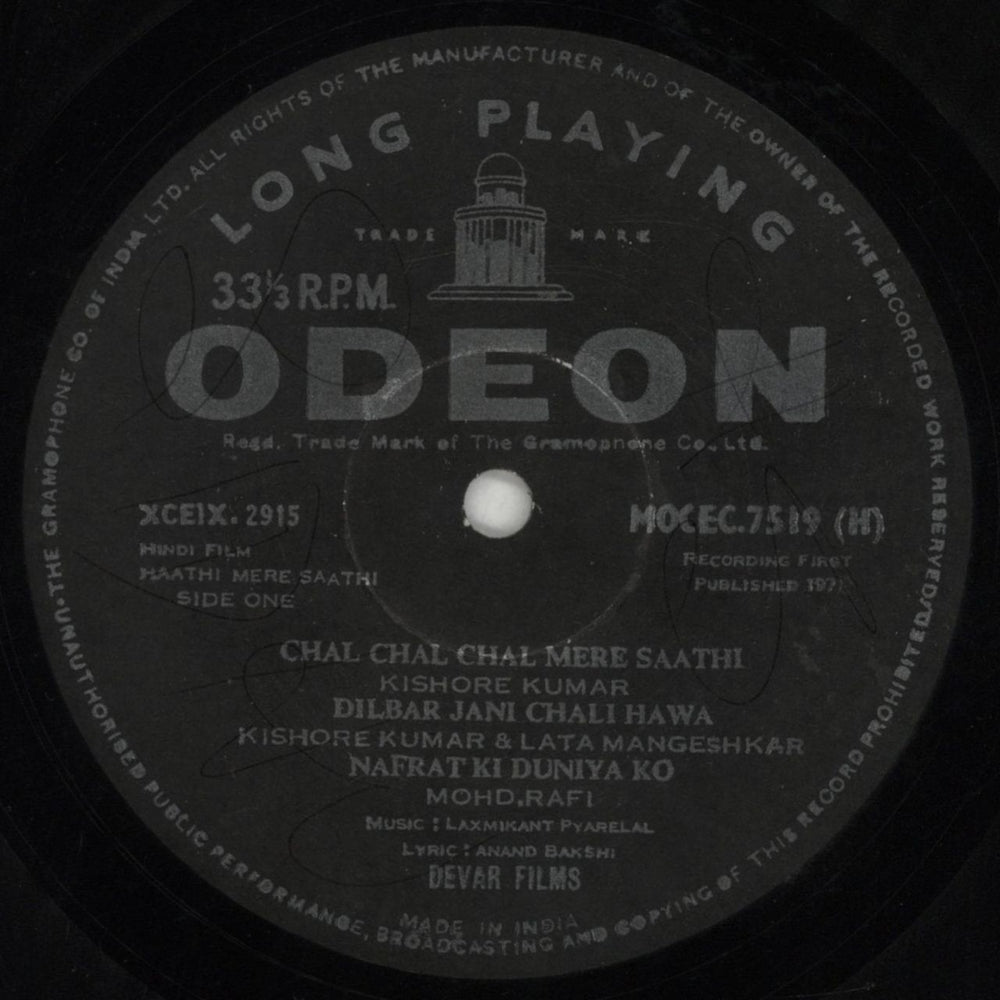 THE GRAMOPHONE CO. OF INDIA LTD. ALL RIGHTS OF THE MANUFACTURER AND OF THE OWNER OF THE RECORDED WORK RESERVED/UNAUTHORISED PUBLIC PERFORMANCE, BROADCASTING AND COPYING OF THIS RECORD PROHIBITED
LONG PLAYING
TRADE MARK
33⅓ R.P.M.
ODEON
Regd. Trade Mark of The Gramophone Co., Ltd.
XCEIX. 2915
MOCEC.7519 (H)
HINDI FILM
HAATHI MERE SAATHI
SIDE ONE
RECORDING FIRST
PUBLISHED 1971
CHAL CHAL CHAL MERE SAATHI
KISHORE KUMAR
DILBAR JANI CHALI HAWA
KISHORE KUMAR & LATA MANGESHKAR
NAFRAT KI DUNIYA KO
MOHD.RAFI
MUSIC : LAXMIKANT PYARELAL
LYRIC : ANAND BAKSHI
DEVAR FILMS
MADE IN INDIA